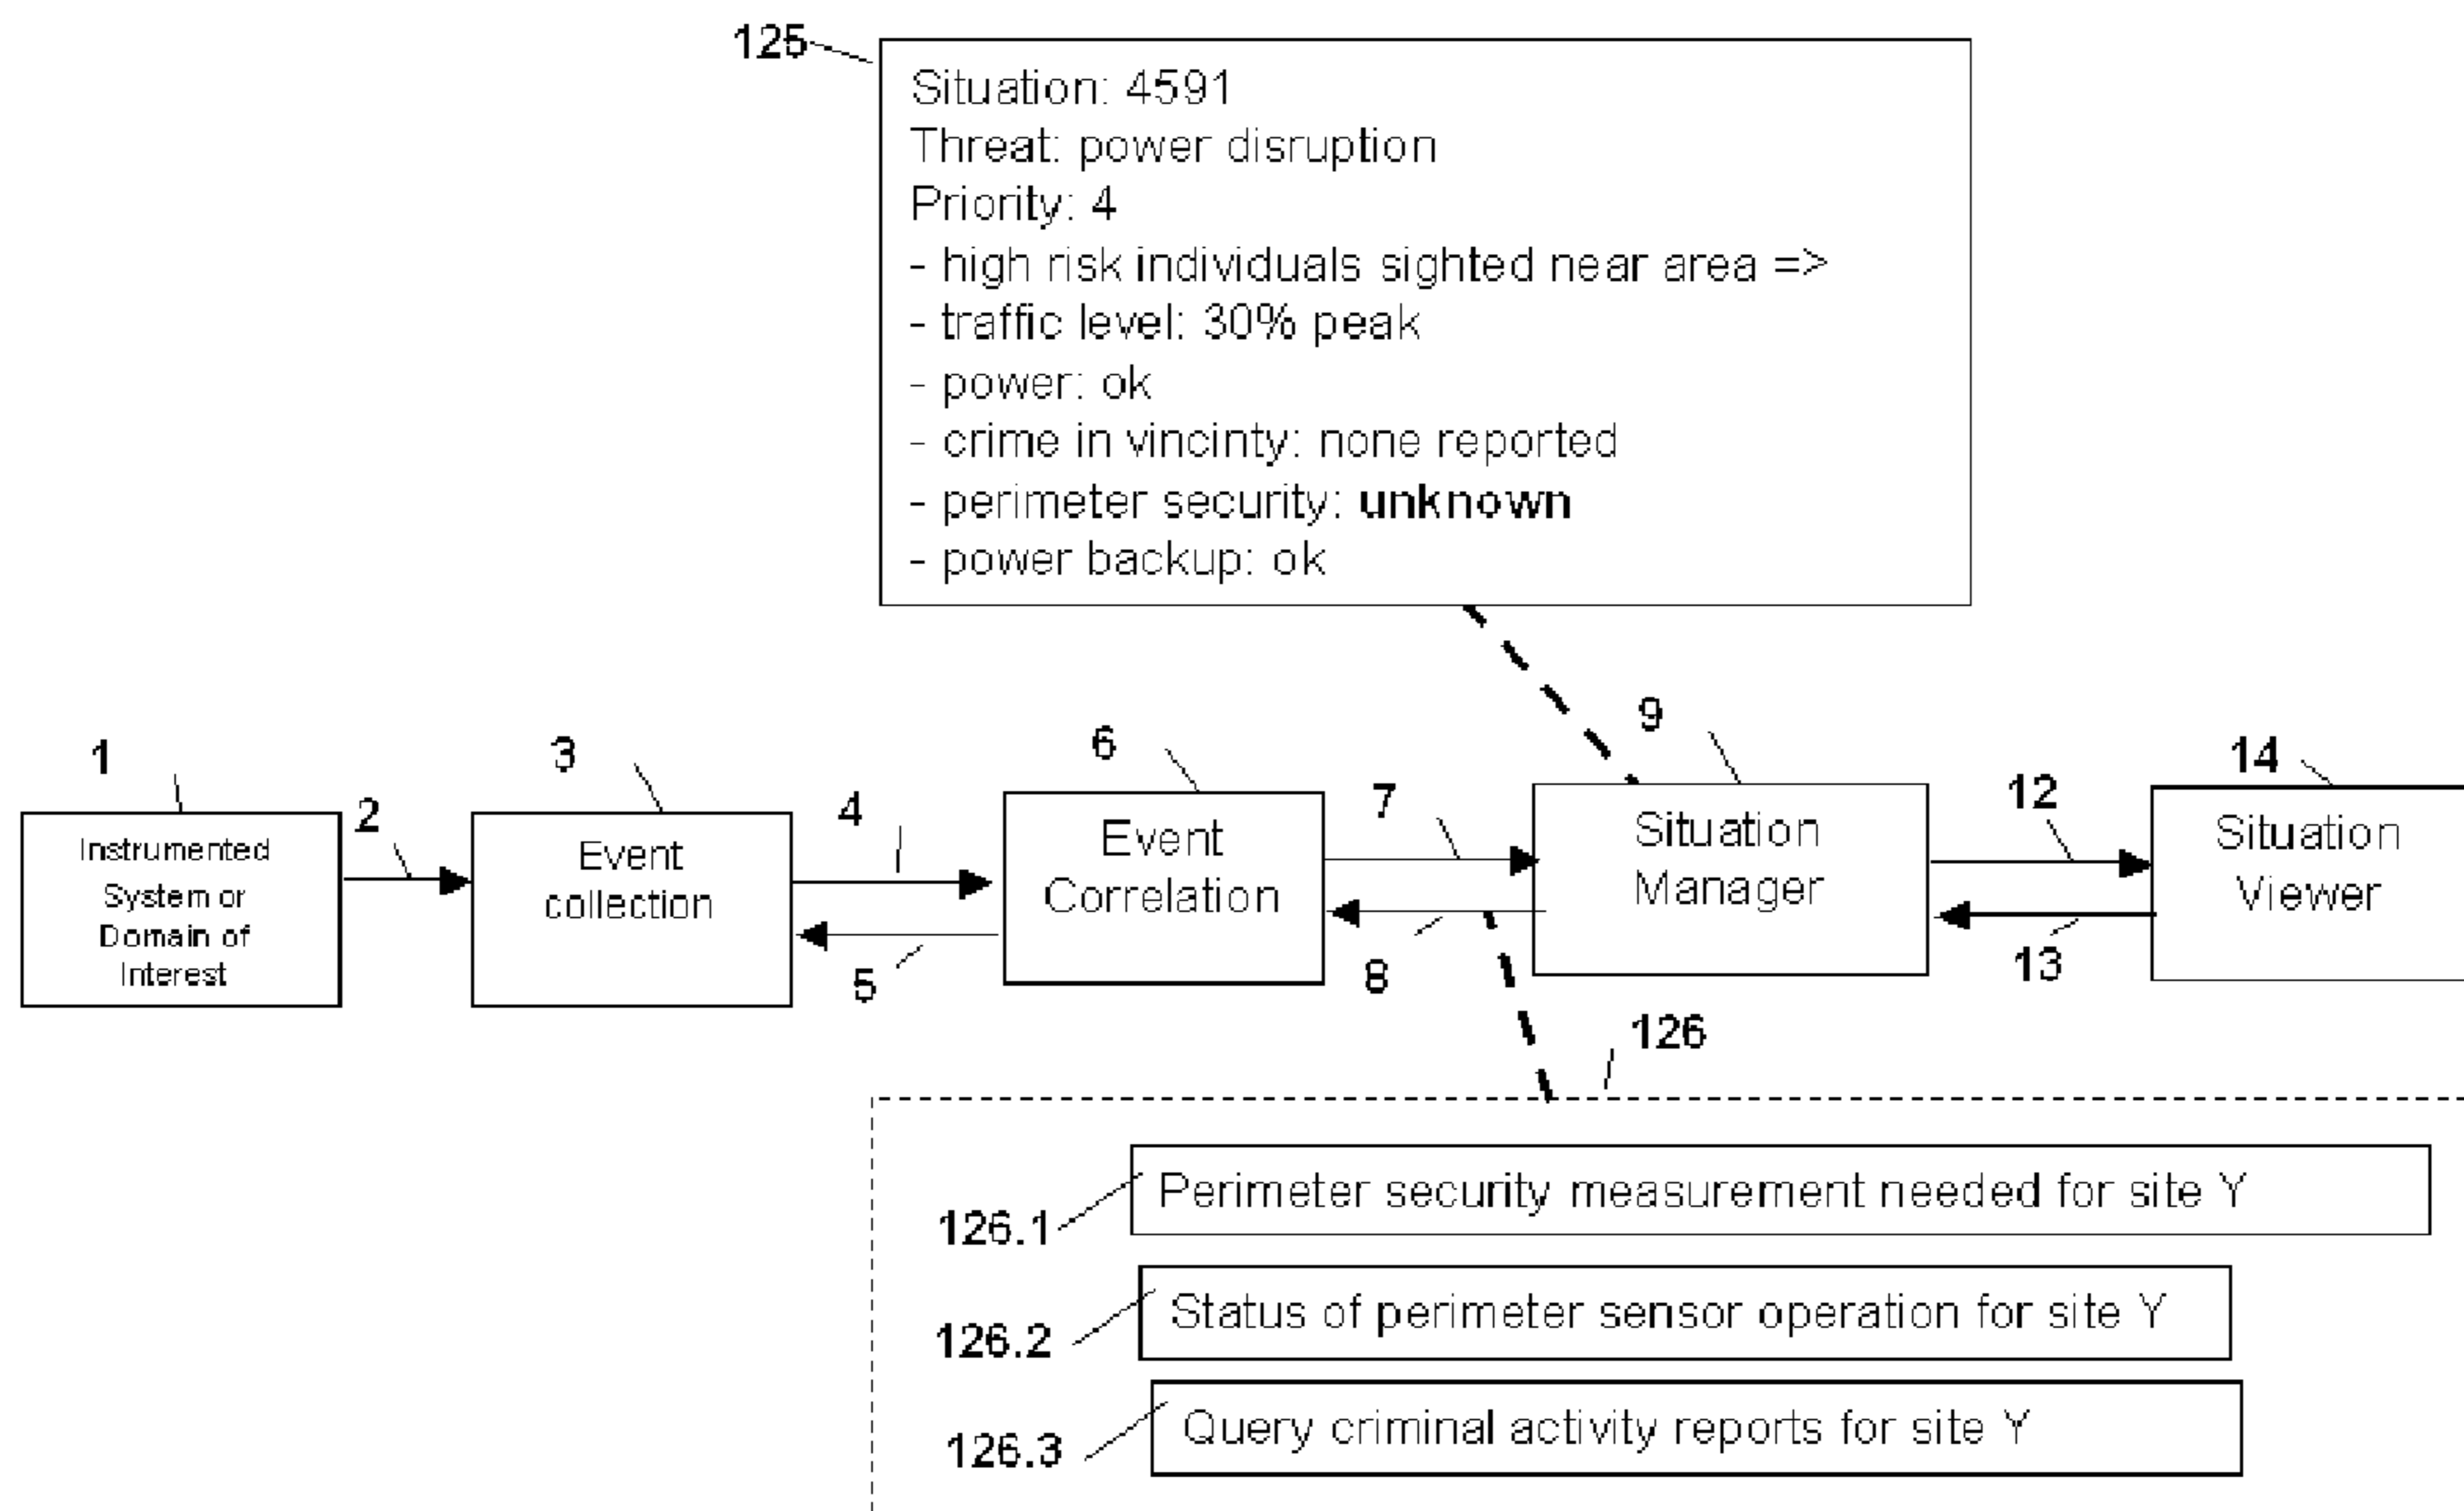 125
Situation: 4591
Threat: power disruption
Priority: 4
- high risk individuals sighted near area =>
- traffic level: 30% peak
- power: ok
- crime in vincinty: none reported
- perimeter security: unknown
- power backup: ok
1
Instrumented
System or
Domain of
Interest
2
3
Event
collection
4
5
6
Event
Correlation
7
8
9
Situation
Manager
12
13
14
Situation
Viewer
126
126.1
Perimeter security measurement needed for site Y
126.2
Status of perimeter sensor operation for site Y
126.3
Query criminal activity reports for site Y